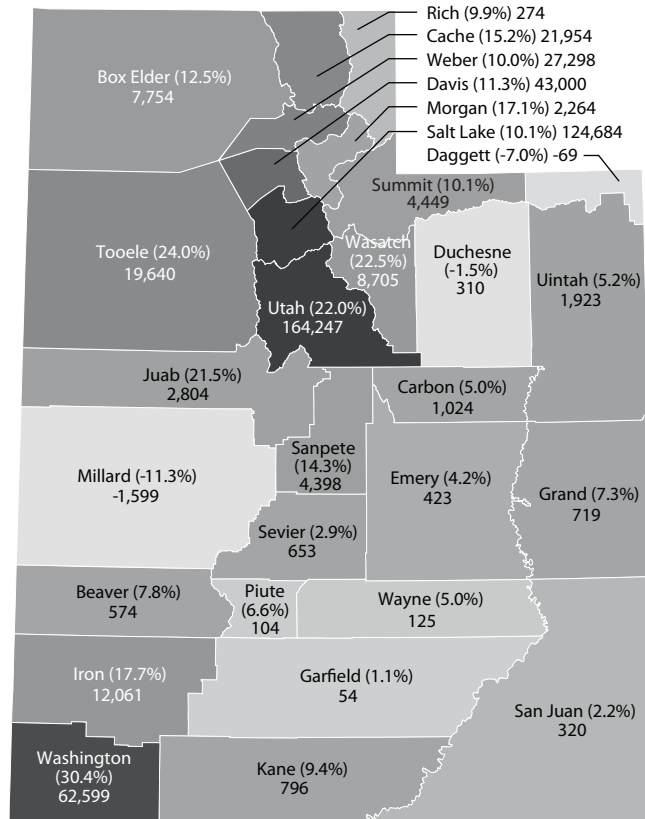 Rich (9.9%) 274
Cache (15.2%) 21,954
Weber (10.0%) 27,298
Davis (11.3%) 43,000
Morgan (17.1%) 2,264
Salt Lake (10.1%) 124,684
Daggett (-7.0%) -69
Box Elder (12.5%)
7,754
Summit (10.1%)
4,449
Tooele (24.0%)
19,640
Wasatch
(22.5%)
8,705
Duchesne
(-1.5%)
310
Uintah (5.2%)
1,923
Utah (22.0%)
164,247
Juab (21.5%)
2,804
Carbon (5.0%)
1,024
Sanpete
(14.3%)
4,398
Millard (-11.3%)
-1,599
Emery (4.2%)
423
Grand (7.3%)
719
Sevier (2.9%)
653
Beaver (7.8%)
574
Piute
(6.6%)
104
Wayne (5.0%)
125
Iron (17.7%)
12,061
Garfield (1.1%)
54
San Juan (2.2%)
320
Washington
(30.4%)
62,599
Kane (9.4%)
796